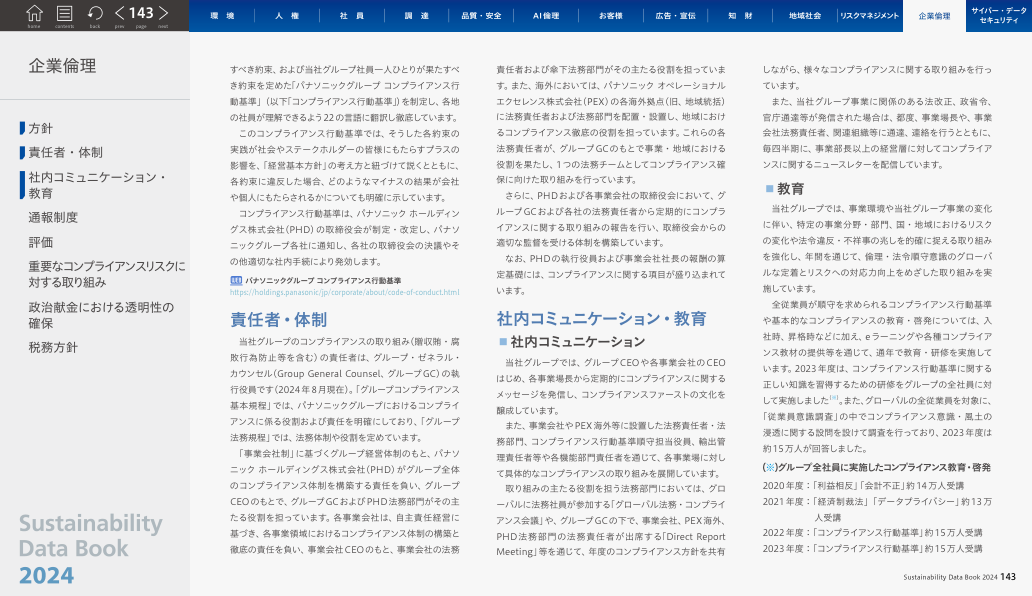 143
home contents back prev page next
環 境
人 権
社 員
調 達
品質・安全
AI倫理
お客様
広告・宣伝
知 財
地域社会
リスクマネジメント
企業倫理
サイバー・データ
セキュリティ
企業倫理
方針
責任者・体制
社内コミュニケーション・
教育
通報制度
評価
重要なコンプライアンスリスクに
対する取り組み
政治献金における透明性の
確保
税務方針
Sustainability
Data Book
2024
すべき約束、および当社グループ社員一人ひとりが果たすべ
き約束を定めた「パナソニックグループ コンプライアンス行
動基準」（以下「コンプライアンス行動基準」）を制定し、各地
の社員が理解できるよう22の言語に翻訳し徹底しています。
このコンプライアンス行動基準では、そうした各約束の
実践が社会やステークホルダーの皆様にもたらすプラスの
影響を、「経営基本方針」の考え方と紐づけて説くとともに、
各約束に違反した場合、どのようなマイナスの結果が会社
や個人にもたらされるかについても明確に示しています。
コンプライアンス行動基準は、パナソニック ホールディン
グス株式会社（PHD）の取締役会が制定・改定し、パナソ
ニックグループ各社に通知し、各社の取締役会の決議やそ
の他適切な社内手続により発効します。
パナソニックグループ コンプライアンス行動基準
https://holdings.panasonic/jp/corporate/about/code-of-conduct.html
責任者・体制
当社グループのコンプライアンスの取り組み（贈収賄・腐
敗行為防止等を含む）の責任者は、グループ・ゼネラル・
カウンセル（Group General Counsel、グループGC）の執
行役員です（2024年8月現在）。「グループコンプライアンス
基本規程」では、パナソニックグループにおけるコンプライ
アンスに係る役割および責任を明確にしており、「グループ
法務規程」では、法務体制や役割を定めています。
「事業会社制」に基づくグループ経営体制のもと、パナソ
ニック ホールディングス株式会社（PHD）がグループ全体
のコンプライアンス体制を構築する責任を負い、グループ
CEOのもとで、グループGCおよびPHD法務部門がその主
たる役割を担っています。各事業会社は、自主責任経営に
基づき、各事業領域におけるコンプライアンス体制の構築と
徹底の責任を負い、事業会社CEOのもと、事業会社の法務
責任者および傘下法務部門がその主たる役割を担っていま
す。また、海外においては、パナソニック オペレーショナル
エクセレンス株式会社（PEX）の各海外拠点（旧、地域統括）
に法務責任者および法務部門を配置・設置し、地域におけ
るコンプライアンス徹底の役割を担っています。これらの各
法務責任者が、グループGCのもとで事業・地域における
役割を果たし、1つの法務チームとしてコンプライアンス確
保に向けた取り組みを行っています。
さらに、PHDおよび各事業会社の取締役会において、グ
ループGCおよび各社の法務責任者から定期的にコンプラ
イアンスに関する取り組みの報告を行い、取締役会からの
適切な監督を受ける体制を構築しています。
なお、PHDの執行役員および事業会社社長の報酬の算
定基礎には、コンプライアンスに関する項目が盛り込まれて
います。
社内コミュニケーション・教育
■社内コミュニケーション
当社グループでは、グループCEOや各事業会社のCEO
はじめ、各事業場長から定期的にコンプライアンスに関する
メッセージを発信し、コンプライアンスファーストの文化を
醸成しています。
また、事業会社やPEX海外等に設置した法務責任者・法
務部門、コンプライアンス行動基準順守担当役員、輸出管
理責任者等や各機能部門責任者を通じて、各事業場に対し
て具体的なコンプライアンスの取り組みを展開しています。
取り組みの主たる役割を担う法務部門においては、グロ
ーバルに法務社員が参加する「グローバル法務・コンプライ
アンス会議」や、グループGCの下で、事業会社、PEX海外、
PHD法務部門の法務責任者が出席する「Direct Report
Meeting」等を通じて、年度のコンプライアンス方針を共有
しながら、様々なコンプライアンスに関する取り組みを行っ
ています。
また、当社グループ事業に関係のある法改正、政省令、
官庁通達等が発信された場合は、都度、事業場長や、事業
会社法務責任者、関連組織等に通達、連絡を行うとともに、
毎四半期に、事業部長以上の経営層に対してコンプライア
ンスに関するニュースレターを配信しています。
■教育
当社グループでは、事業環境や当社グループ事業の変化
に伴い、特定の事業分野・部門、国・地域におけるリスク
の変化や法令違反・不祥事の兆しを的確に捉える取り組み
を強化し、年間を通じて、倫理・法令順守意識のグローバ
ルな定着とリスクへの対応力向上をめざした取り組みを実
施しています。
全従業員が順守を求められるコンプライアンス行動基準
や基本的なコンプライアンスの教育・啓発については、入
社時、昇格時などに加え、eラーニングや各種コンプライア
ンス教材の提供等を通じて、通年で教育・研修を実施して
います。2023年度は、コンプライアンス行動基準に関する
正しい知識を習得するための研修をグループの全社員に対
して実施しました[※]。また、グローバルの全従業員を対象に、
「従業員意識調査」の中でコンプライアンス意識・風土の
浸透に関する設問を設けて調査を行っており、2023年度は
約15万人が回答しました。
（※）グループ全社員に実施したコンプライアンス教育・啓発
2020年度：「利益相反」「会計不正」約14万人受講
2021年度：「経済制裁法」「データプライバシー」約13万
人受講
2022年度：「コンプライアンス行動基準」約15万人受講
2023年度：「コンプライアンス行動基準」約15万人受講
Sustainability Data Book 2024 143